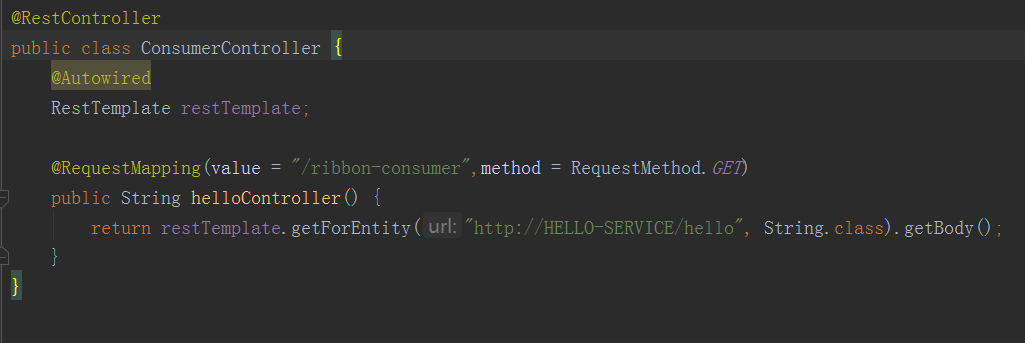 @RestController
public class ConsumerController {
@Autowired
RestTemplate restTemplate;
@RequestMapping(value = "/ribbon-consumer",method = RequestMethod.GET)
public String helloController() {
return restTemplate.getForEntity( url: "http://HELLO-SERVICE/hello", String.class).getBody();
}
}